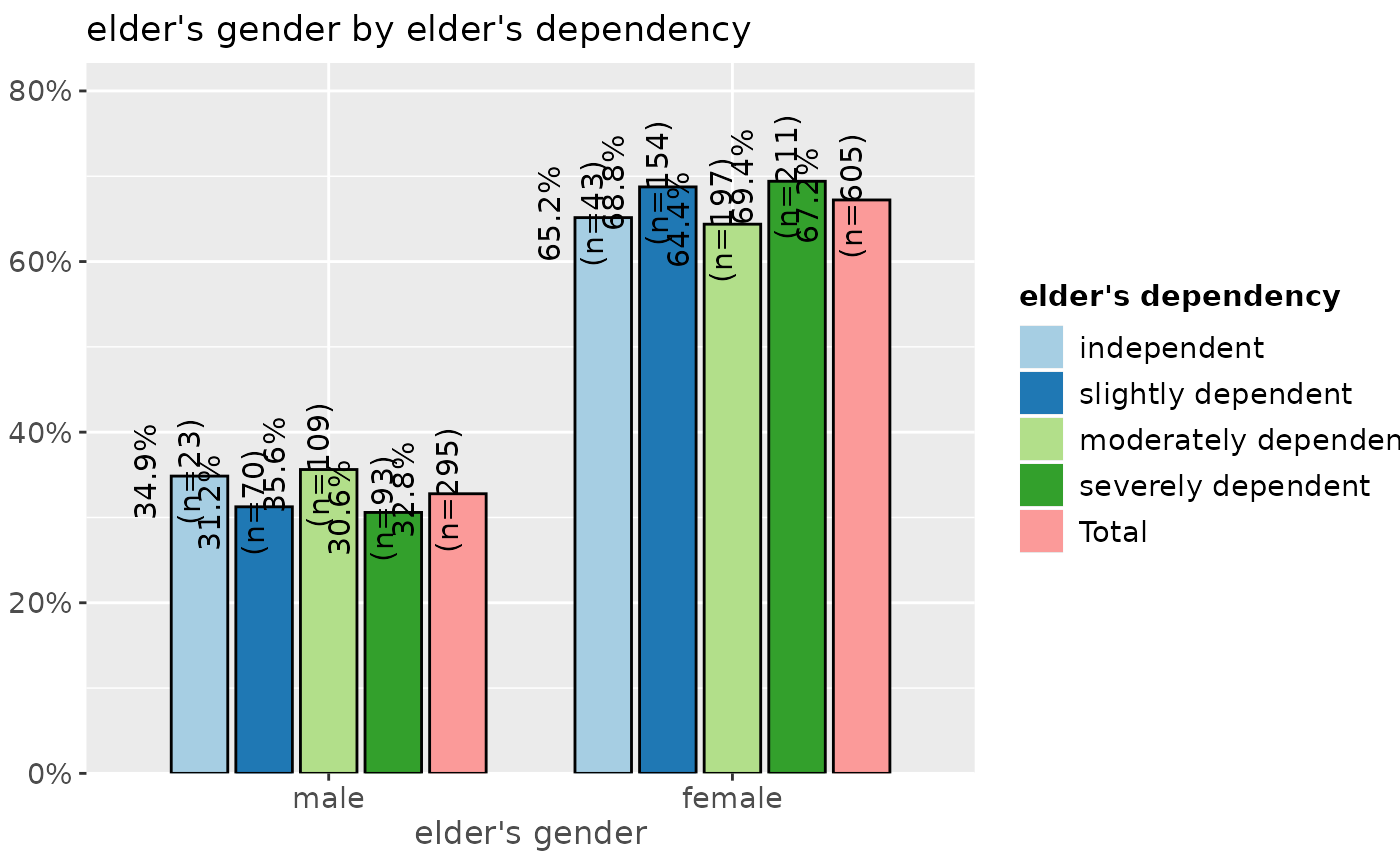 elder's gender by elder's dependency
80%
60%
40%
20%
0%
34.9%
(n=23)
31.2%
(n=70)
35.6%
(n=109)
30.6%
(n=93)
32.8%
(n=295)
65.2%
(n=43)
68.8%
(n=154)
64.4%
(n=197)
69.4%
(n=211)
67.2%
(n=605)
male
female
elder's gender
elder's dependency
independent
slightly dependent
moderately dependen
severely dependent
Total